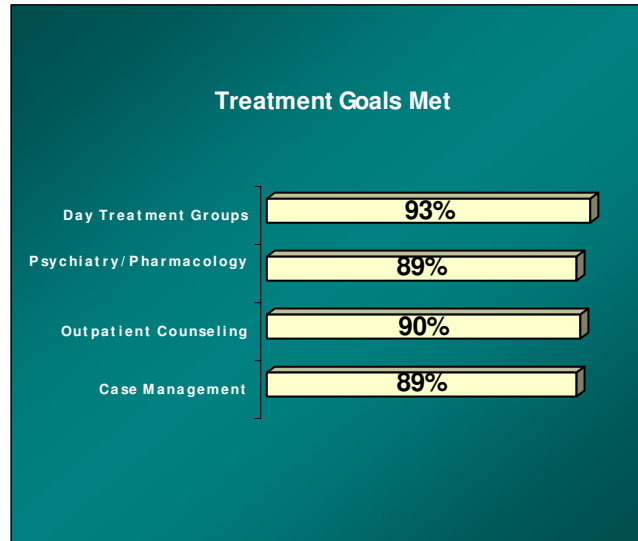 Treatment Goals Met
Day Treatment Groups
93%
Psychiatry/Pharmacology
89%
Outpatient Counseling
90%
Case Management
89%